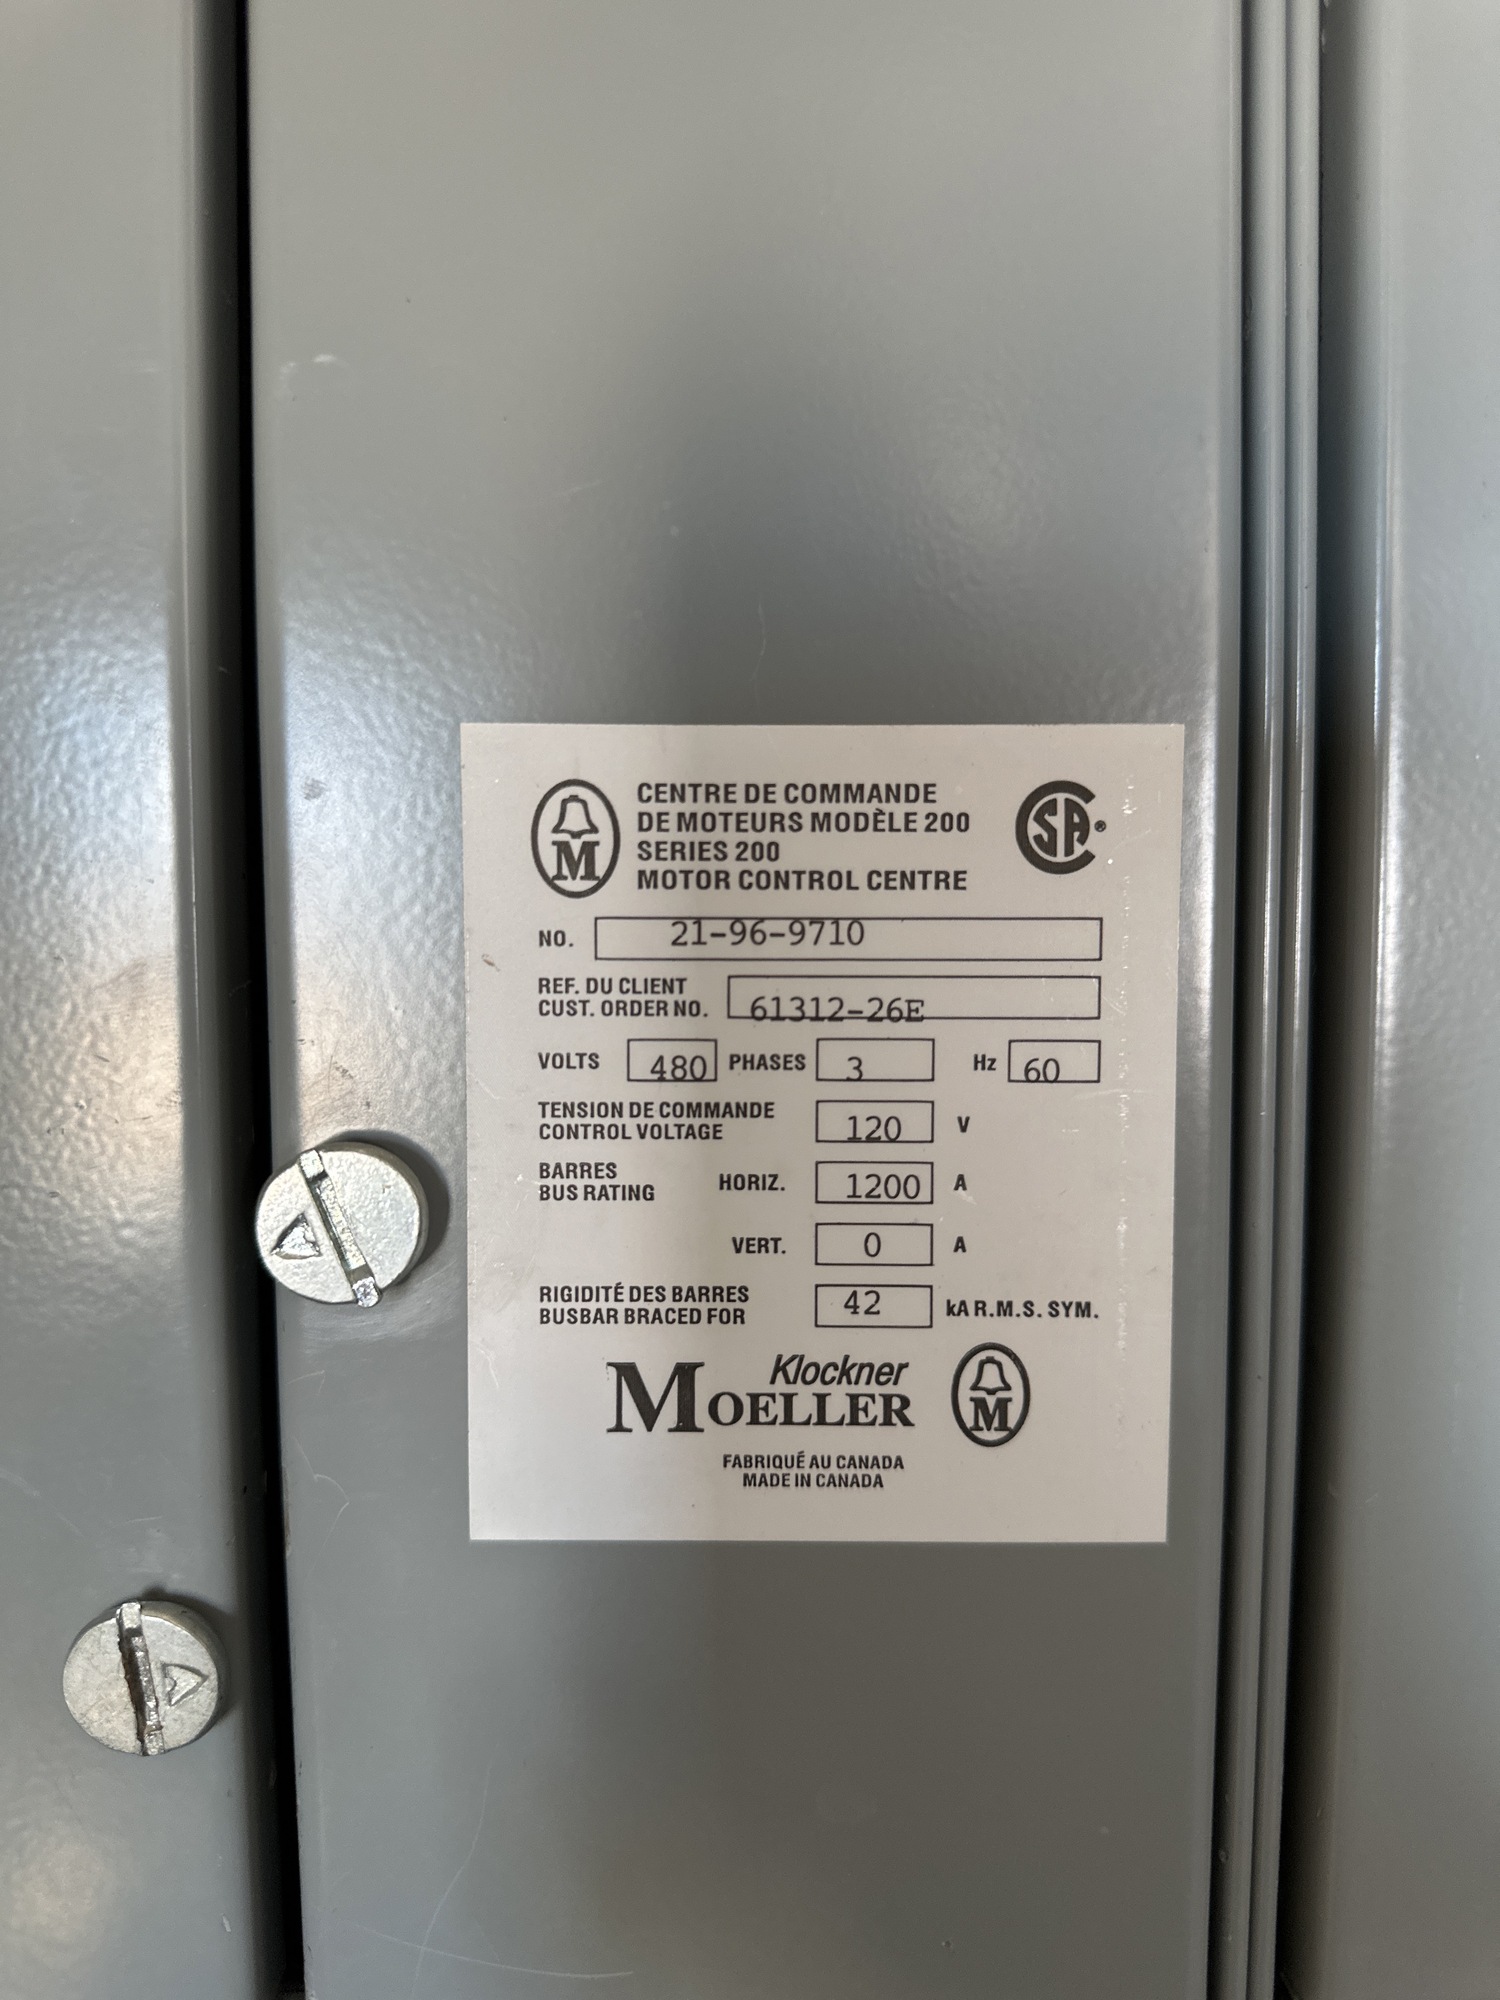 CENTRE DE COMMANDE
DE MOTEURS MODÈLE 200
SERIES 200
MOTOR CONTROL CENTRE
M
SA®
NO. 21-96-9710
REF. DU CLIENT
CUST. ORDER NO. 61312-26E
VOLTS 480 PHASES 3 Hz 60
TENSION DE COMMANDE
CONTROL VOLTAGE 120 V
BARRES
BUS RATING HORIZ. 1200 A
VERT. 0 A
RIGIDITÉ DES BARRES
BUSBAR BRACED FOR 42 kA R.M.S. SYM.
Klockner
MOELLER
M
FABRIQUÉ AU CANADA
MADE IN CANADA